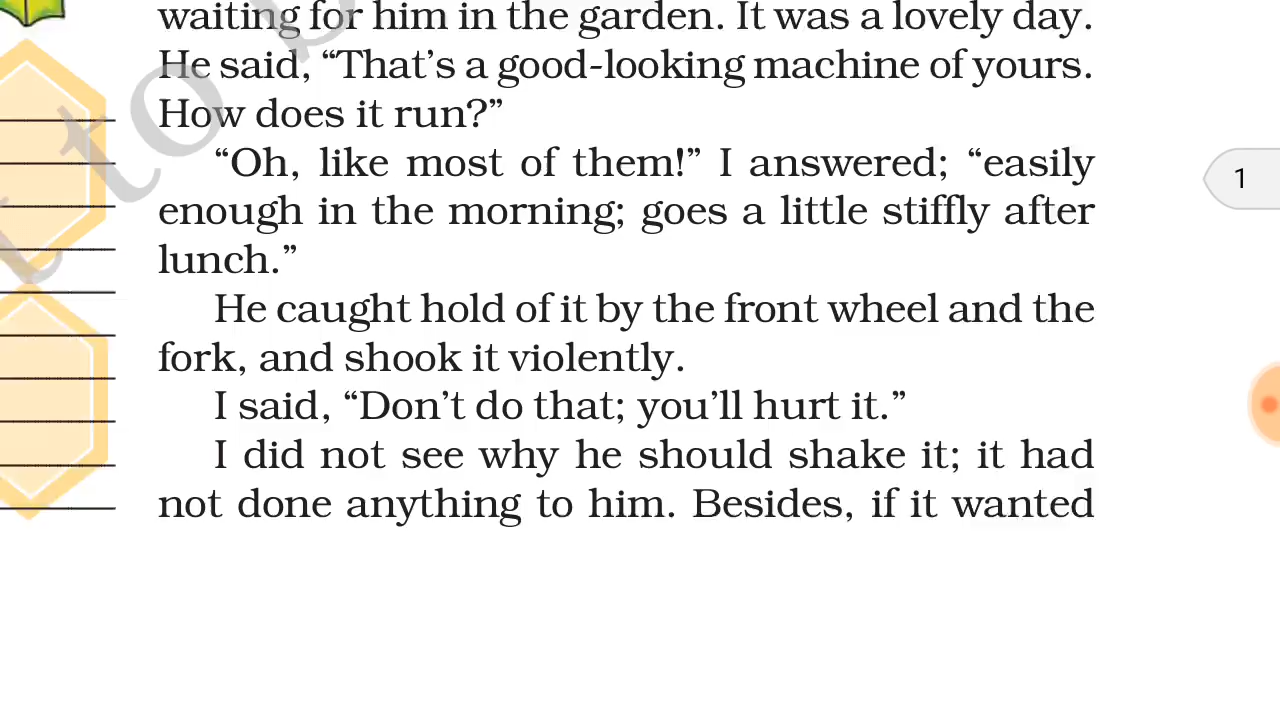 waiting for him in the garden. It was a lovely day.
He said, “That’s a good-looking machine of yours.
How does it run?”
“Oh, like most of them!” I answered; “easily
enough in the morning; goes a little stiffly after
lunch.”
He caught hold of it by the front wheel and the
fork, and shook it violently.
I said, “Don’t do that; you’ll hurt it.”
I did not see why he should shake it; it had
not done anything to him. Besides, if it wanted
1
to